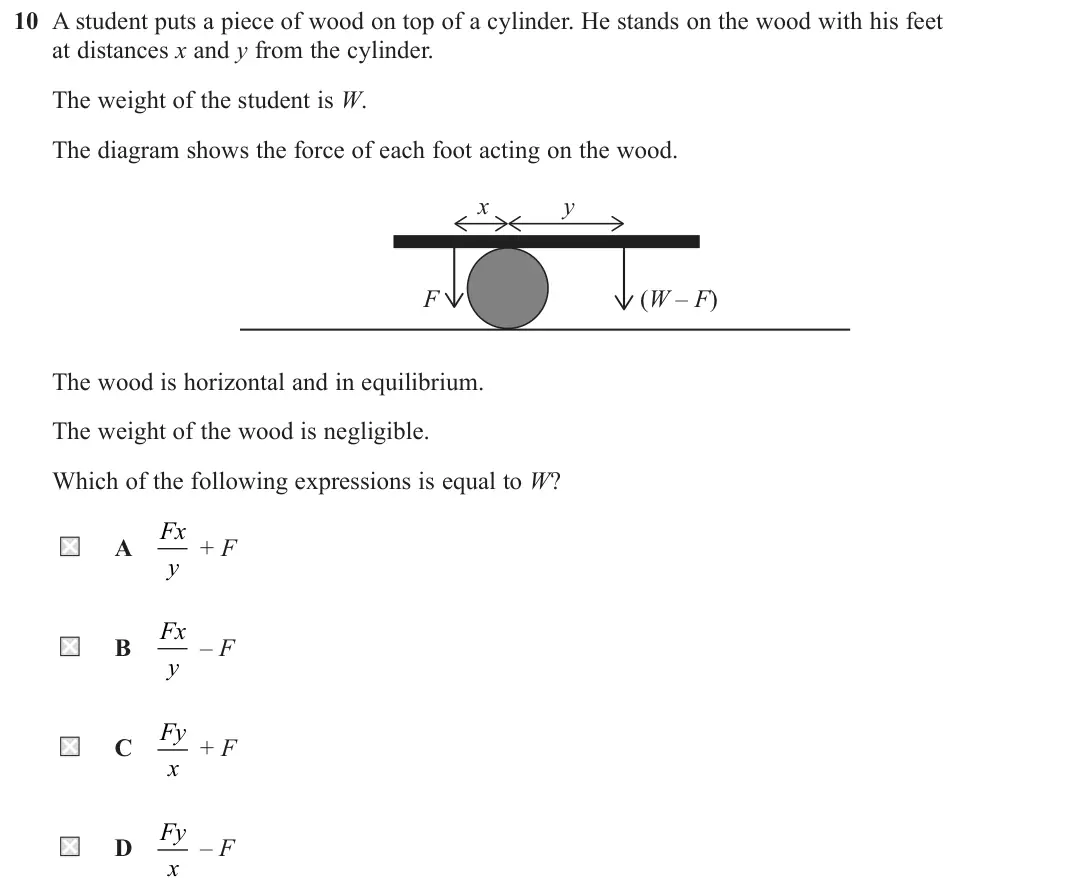 10 A student puts a piece of wood on top of a cylinder. He stands on the wood with his feet
at distances x and y from the cylinder.
The weight of the student is W.
The diagram shows the force of each foot acting on the wood.
x y
F (W – F)
The wood is horizontal and in equilibrium.
The weight of the wood is negligible.
Which of the following expressions is equal to W?
A Fx/y + F
B Fx/y – F
C Fy/x + F
D Fy/x – F